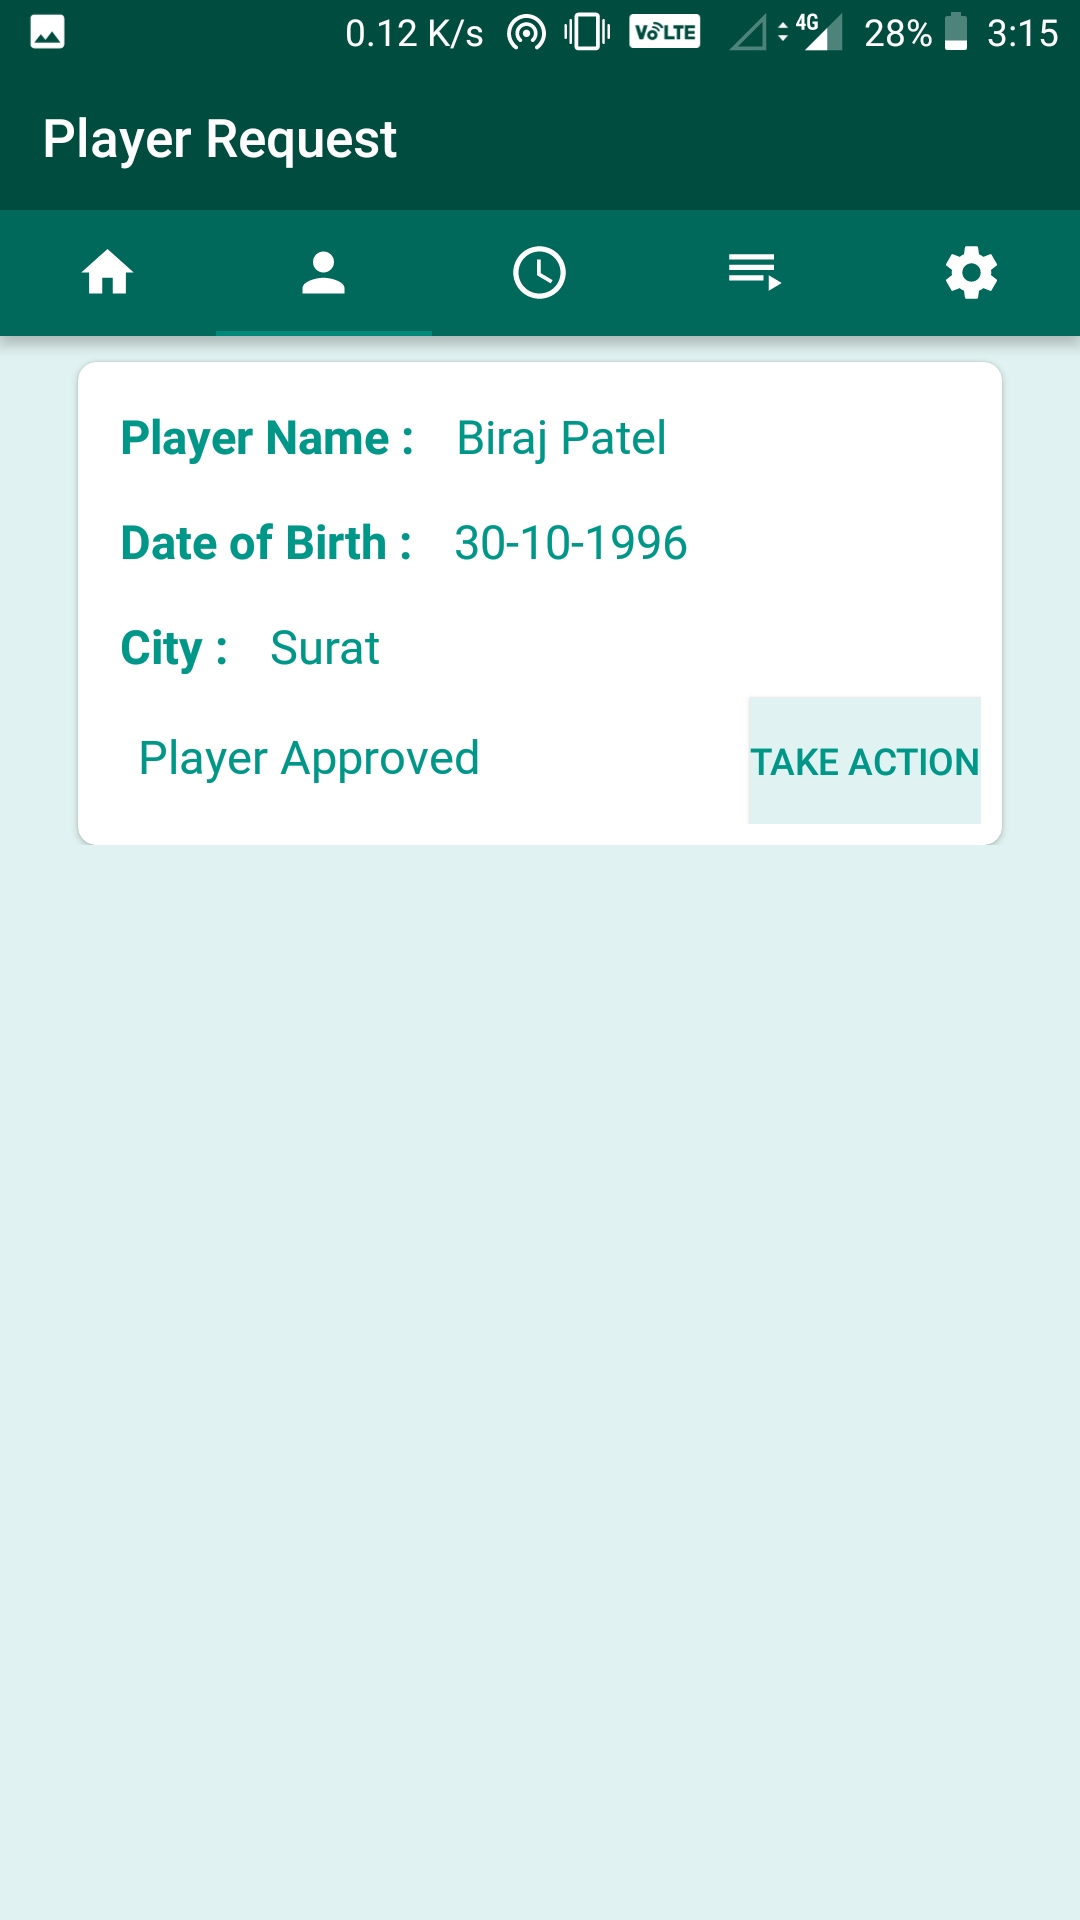 0.12 K/s VoLTE 4G 28% 3:15
Player Request
Player Name : Biraj Patel
Date of Birth : 30-10-1996
City : Surat
Player Approved TAKE ACTION